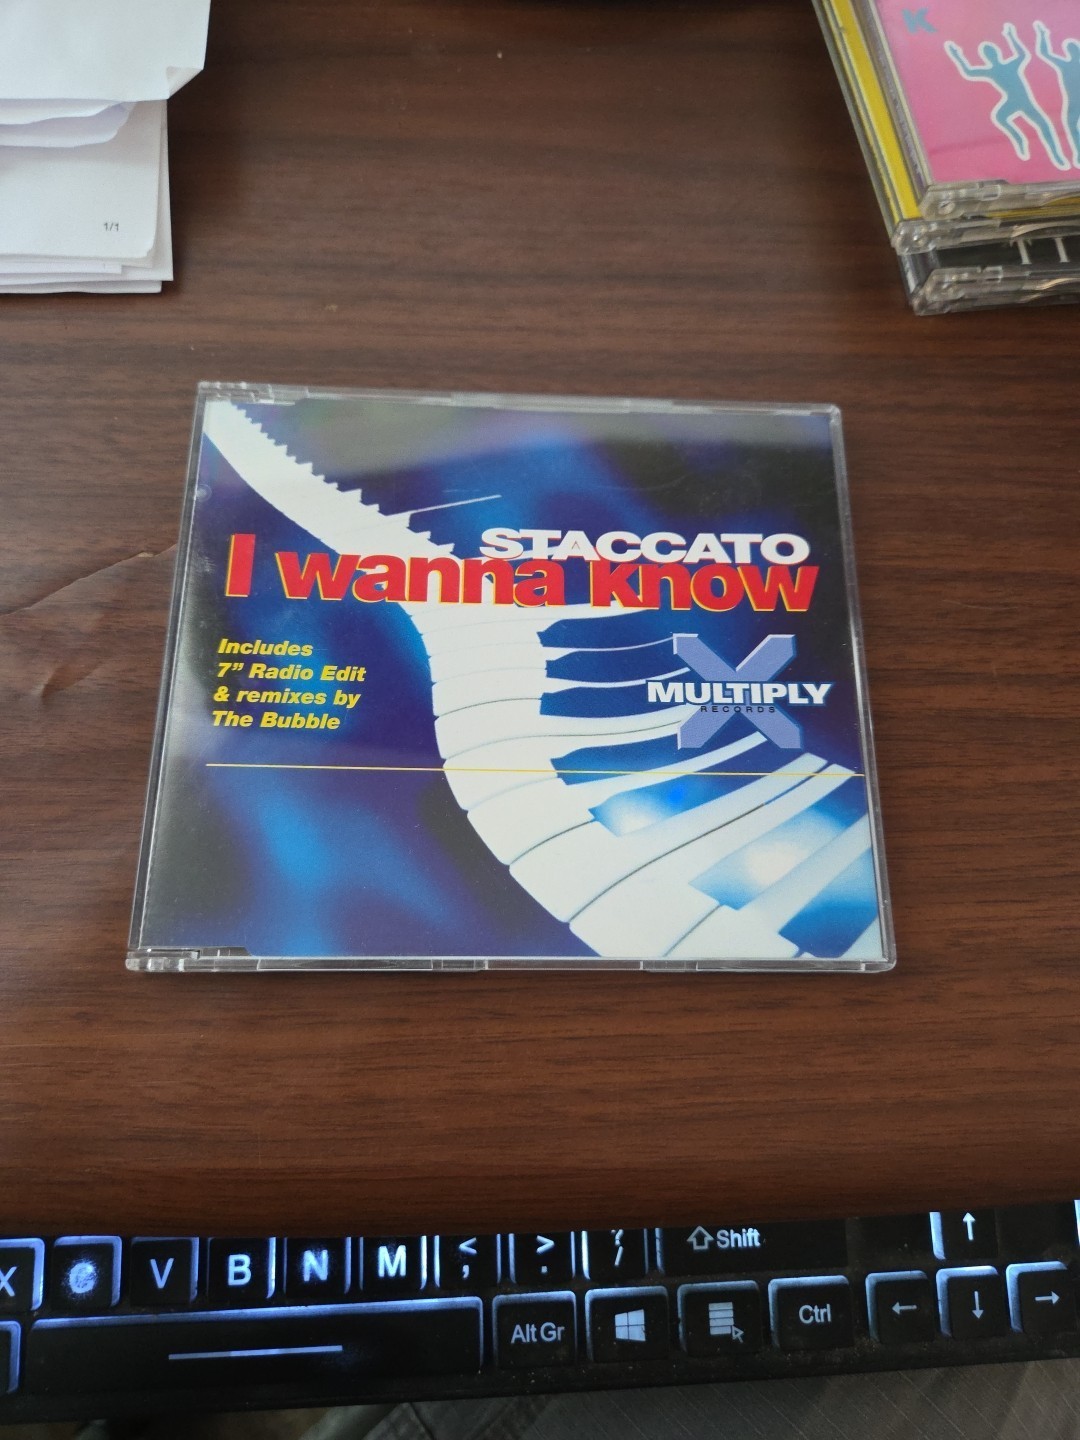 K
1/1
STACCATO
I wanna know
Includes
7” Radio Edit
& remixes by
The Bubble
MULTIPLY
RECORDS
X
V
B
N
M
<
,
>
.
?
/
Shift
↑
Alt Gr
Ctrl
←
↓
→